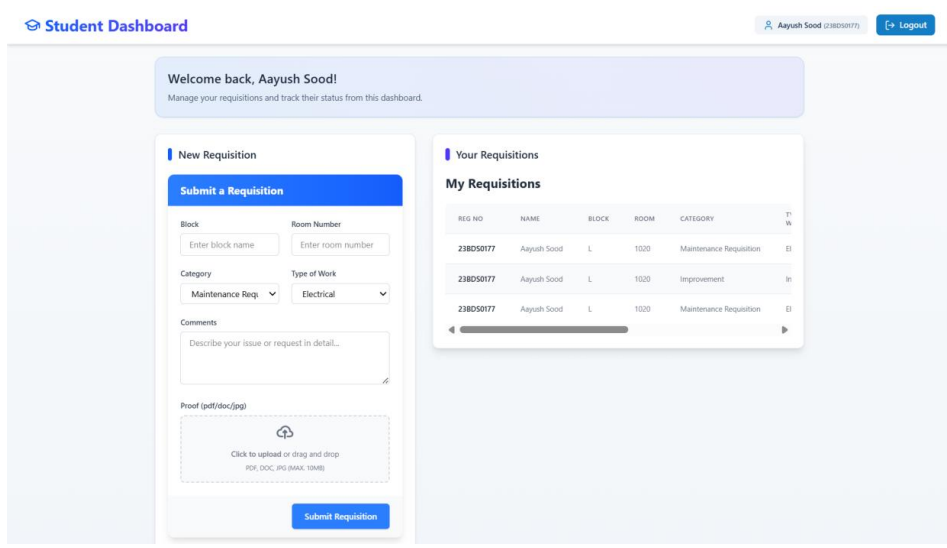 Student Dashboard
Aayush Sood (23BDS0177)
Logout
Welcome back, Aayush Sood!
Manage your requisitions and track their status from this dashboard.
New Requisition
Submit a Requisition
Block Room Number
Enter block name Enter room number
Category Type of Work
Maintenance Requ Electrical
Comments
Describe your issue or request in detail...
Proof (pdf/doc/jpg)
Click to upload or drag and drop
PDF, DOC, JPG (MAX. 10MB)
Submit Requisition
Your Requisitions
My Requisitions
REG NO NAME BLOCK ROOM CATEGORY
23BDS0177 Aayush Sood L 1020 Maintenance Requisition El
23BDS0177 Aayush Sood L 1020 Improvement In
23BDS0177 Aayush Sood L 1020 Maintenance Requisition El